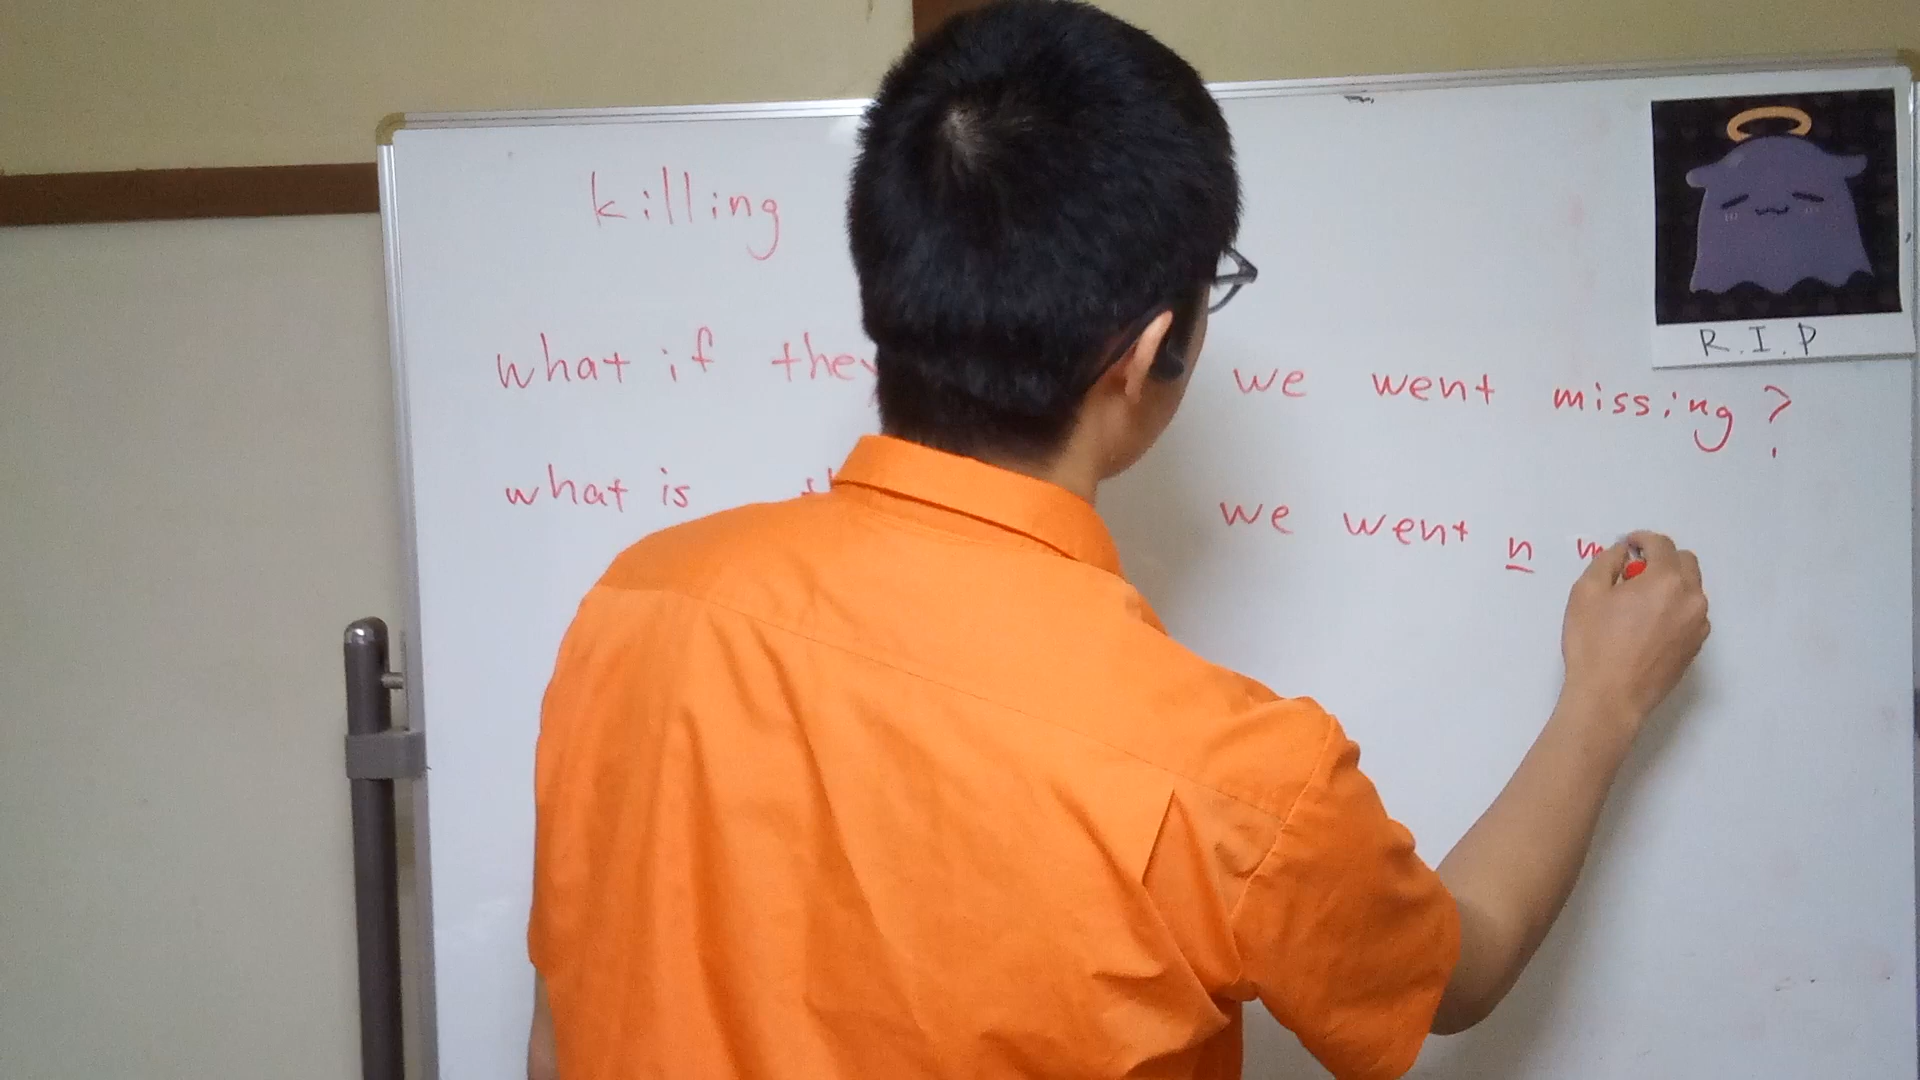 killing
R.I.P
what if they we went missing?
what is we went n